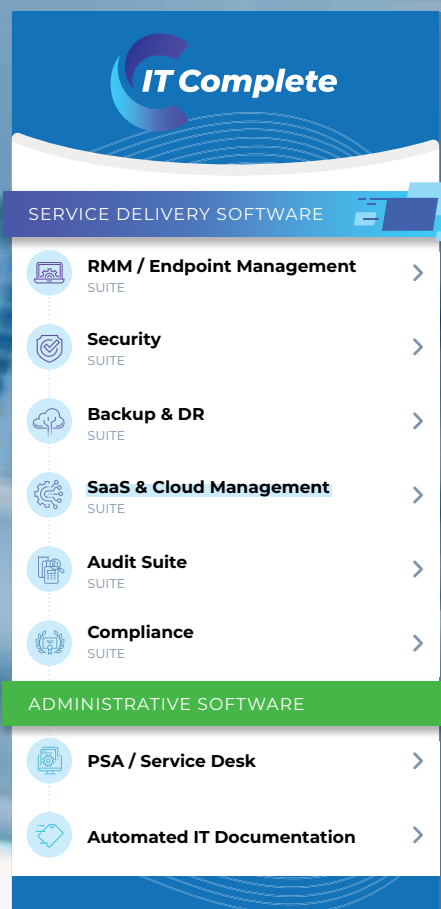 IT Complete
SERVICE DELIVERY SOFTWARE
RMM / Endpoint Management
SUITE
Security
SUITE
Backup & DR
SUITE
SaaS & Cloud Management
SUITE
Audit Suite
SUITE
Compliance
SUITE
ADMINISTRATIVE SOFTWARE
PSA / Service Desk
Automated IT Documentation